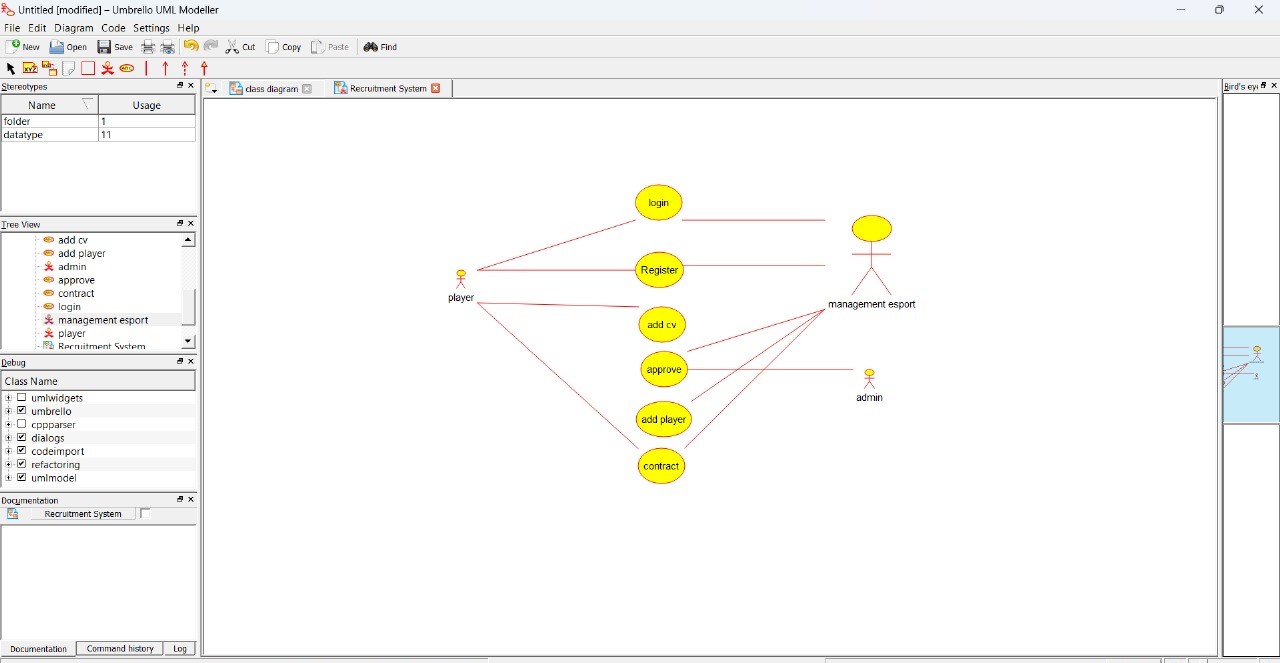 Untitled [modified] – Umbrello UML Modeller
File Edit Diagram Code Settings Help
New Open Save Cut Copy Paste Find
Stereotypes
Name Usage
folder 1
datatype 11
Tree View
add cv
add player
admin
approve
contract
login
management esport
player
Recruitment System
Debug
Class Name
umlwidgets
umbrello
cppparser
dialogs
codeimport
refactoring
umlmodel
Documentation
Recruitment System
Documentation Command history Log
class diagram Recruitment System
login
Register
player
management esport
add cv
approve
admin
add player
contract
Bird's eye